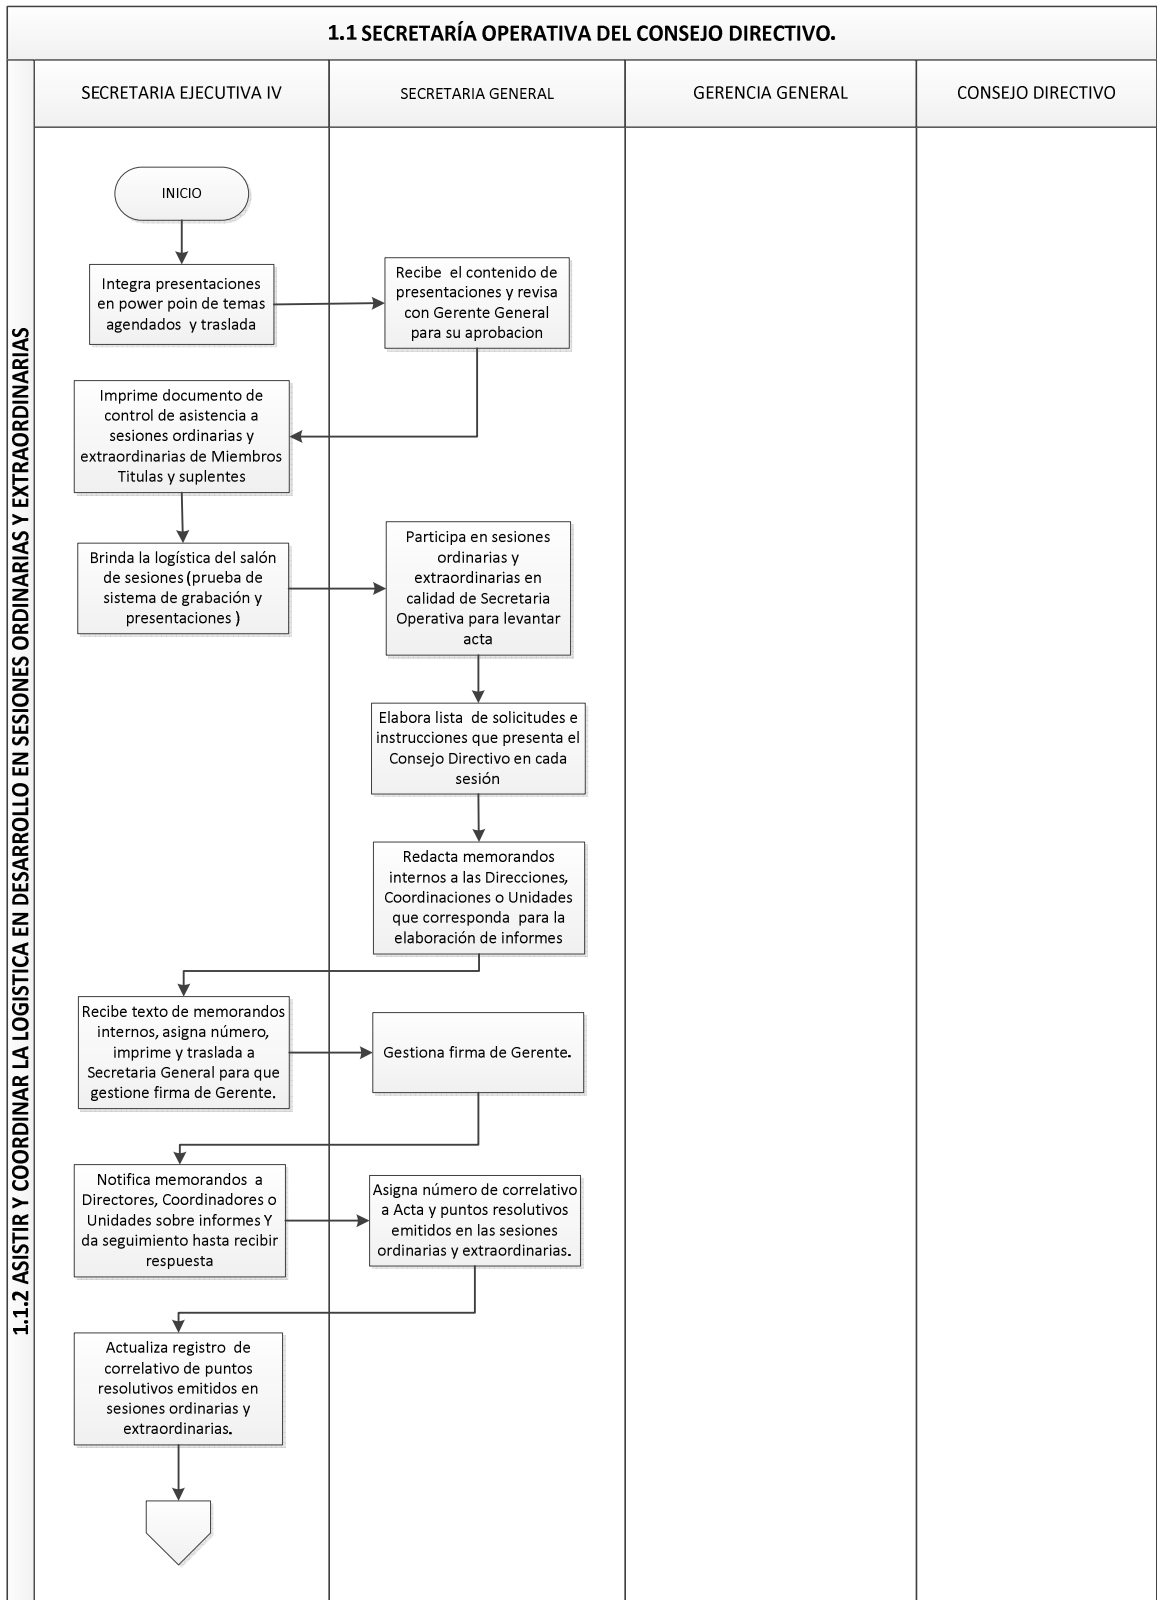 1.1 SECRETARÍA OPERATIVA DEL CONSEJO DIRECTIVO.
1.1.2 ASISTIR Y COORDINAR LA LOGISTICA EN DESARROLLO EN SESIONES ORDINARIAS Y EXTRAORDINARIAS
SECRETARIA EJECUTIVA IV
SECRETARIA GENERAL
GERENCIA GENERAL
CONSEJO DIRECTIVO
INICIO
Integra presentaciones
en power poin de temas
agendados y traslada
Recibe el contenido de
presentaciones y revisa
con Gerente General
para su aprobacion
Imprime documento de
control de asistencia a
sesiones ordinarias y
extraordinarias de Miembros
Titulas y suplentes
Brinda la logística del salón
de sesiones (prueba de
sistema de grabación y
presentaciones )
Participa en sesiones
ordinarias y
extraordinarias en
calidad de Secretaria
Operativa para levantar
acta
Elabora lista de solicitudes e
instrucciones que presenta el
Consejo Directivo en cada
sesión
Redacta memorandos
internos a las Direcciones,
Coordinaciones o Unidades
que corresponda para la
elaboración de informes
Recibe texto de memorandos
internos, asigna número,
imprime y traslada a
Secretaria General para que
gestione firma de Gerente.
Gestiona firma de Gerente.
Notifica memorandos a
Directores, Coordinadores o
Unidades sobre informes Y
da seguimiento hasta recibir
respuesta
Asigna número de correlativo
a Acta y puntos resolutivos
emitidos en las sesiones
ordinarias y extraordinarias.
Actualiza registro de
correlativo de puntos
resolutivos emitidos en
sesiones ordinarias y
extraordinarias.